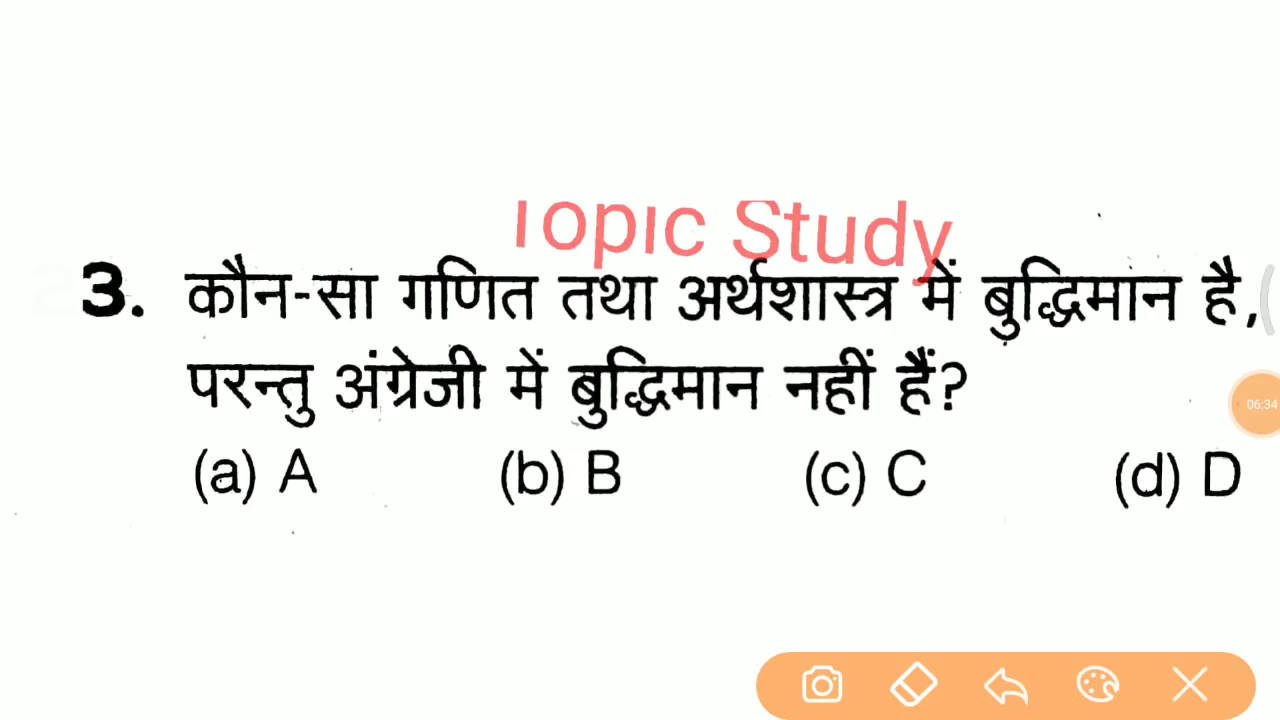 Topic Study
3. कौन-सा गणित तथा अर्थशास्त्र में बुद्धिमान है,
परन्तु अंग्रेजी में बुद्धिमान नहीं हैं?
(a) A (b) B (c) C (d) D
06:34